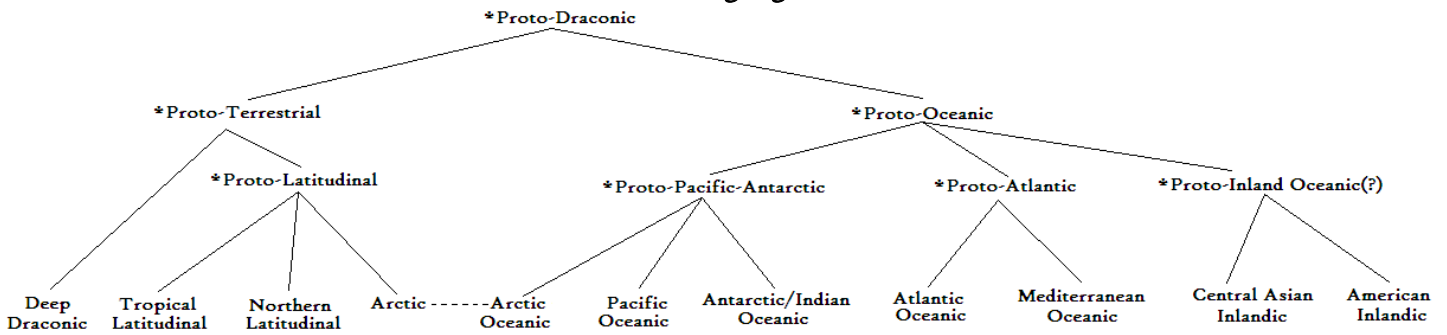 *Proto-Draconic
*Proto-Terrestrial
*Proto-Oceanic
*Proto-Latitudinal
*Proto-Pacific-Antarctic
*Proto-Atlantic
*Proto-Inland Oceanic(?)
Deep
Draconic
Tropical
Latitudinal
Northern
Latitudinal
Arctic
Arctic
Oceanic
Pacific
Oceanic
Antarctic/Indian
Oceanic
Atlantic
Oceanic
Mediterranean
Oceanic
Central Asian
Inlandic
American
Inlandic